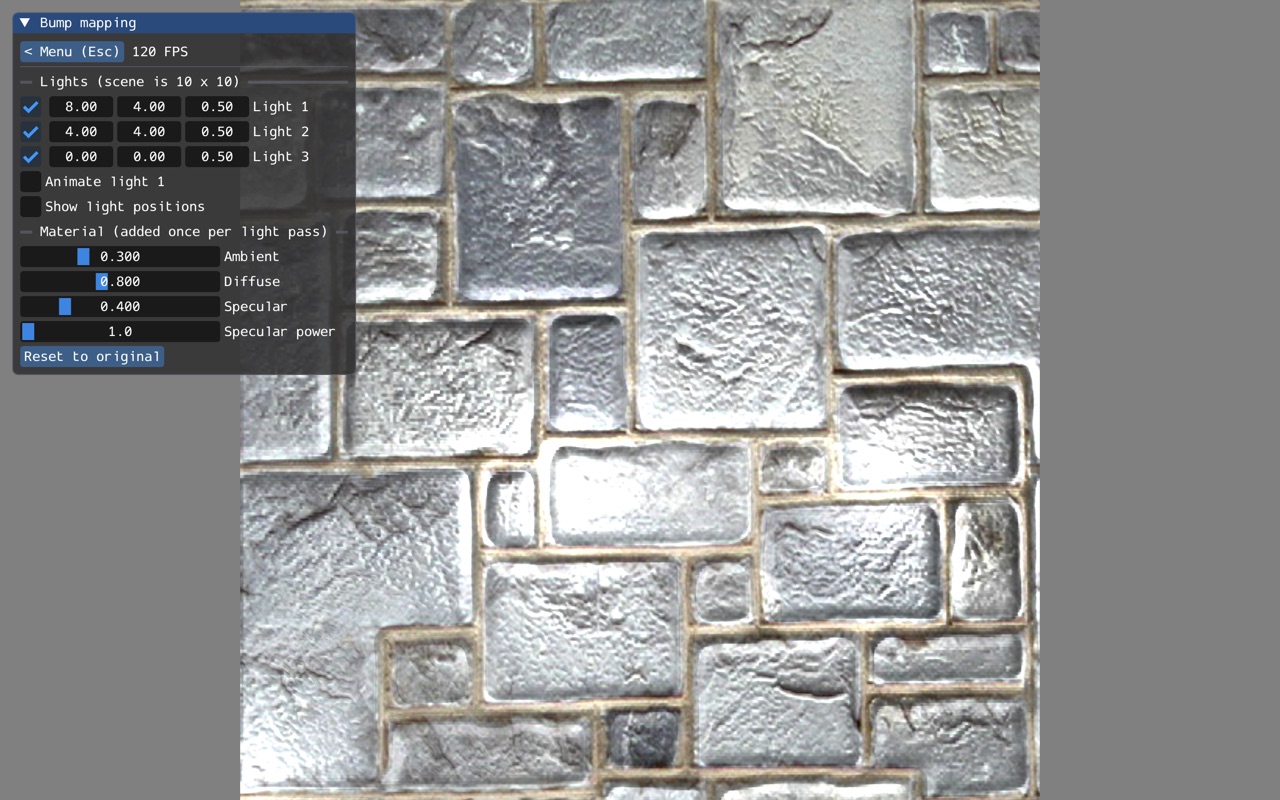 Bump mapping
< Menu (Esc) 120 FPS
Lights (scene is 10 x 10)
8.00 4.00 0.50 Light 1
4.00 4.00 0.50 Light 2
0.00 0.00 0.50 Light 3
Animate light 1
Show light positions
Material (added once per light pass)
0.300 Ambient
0.800 Diffuse
0.400 Specular
1.0 Specular power
Reset to original